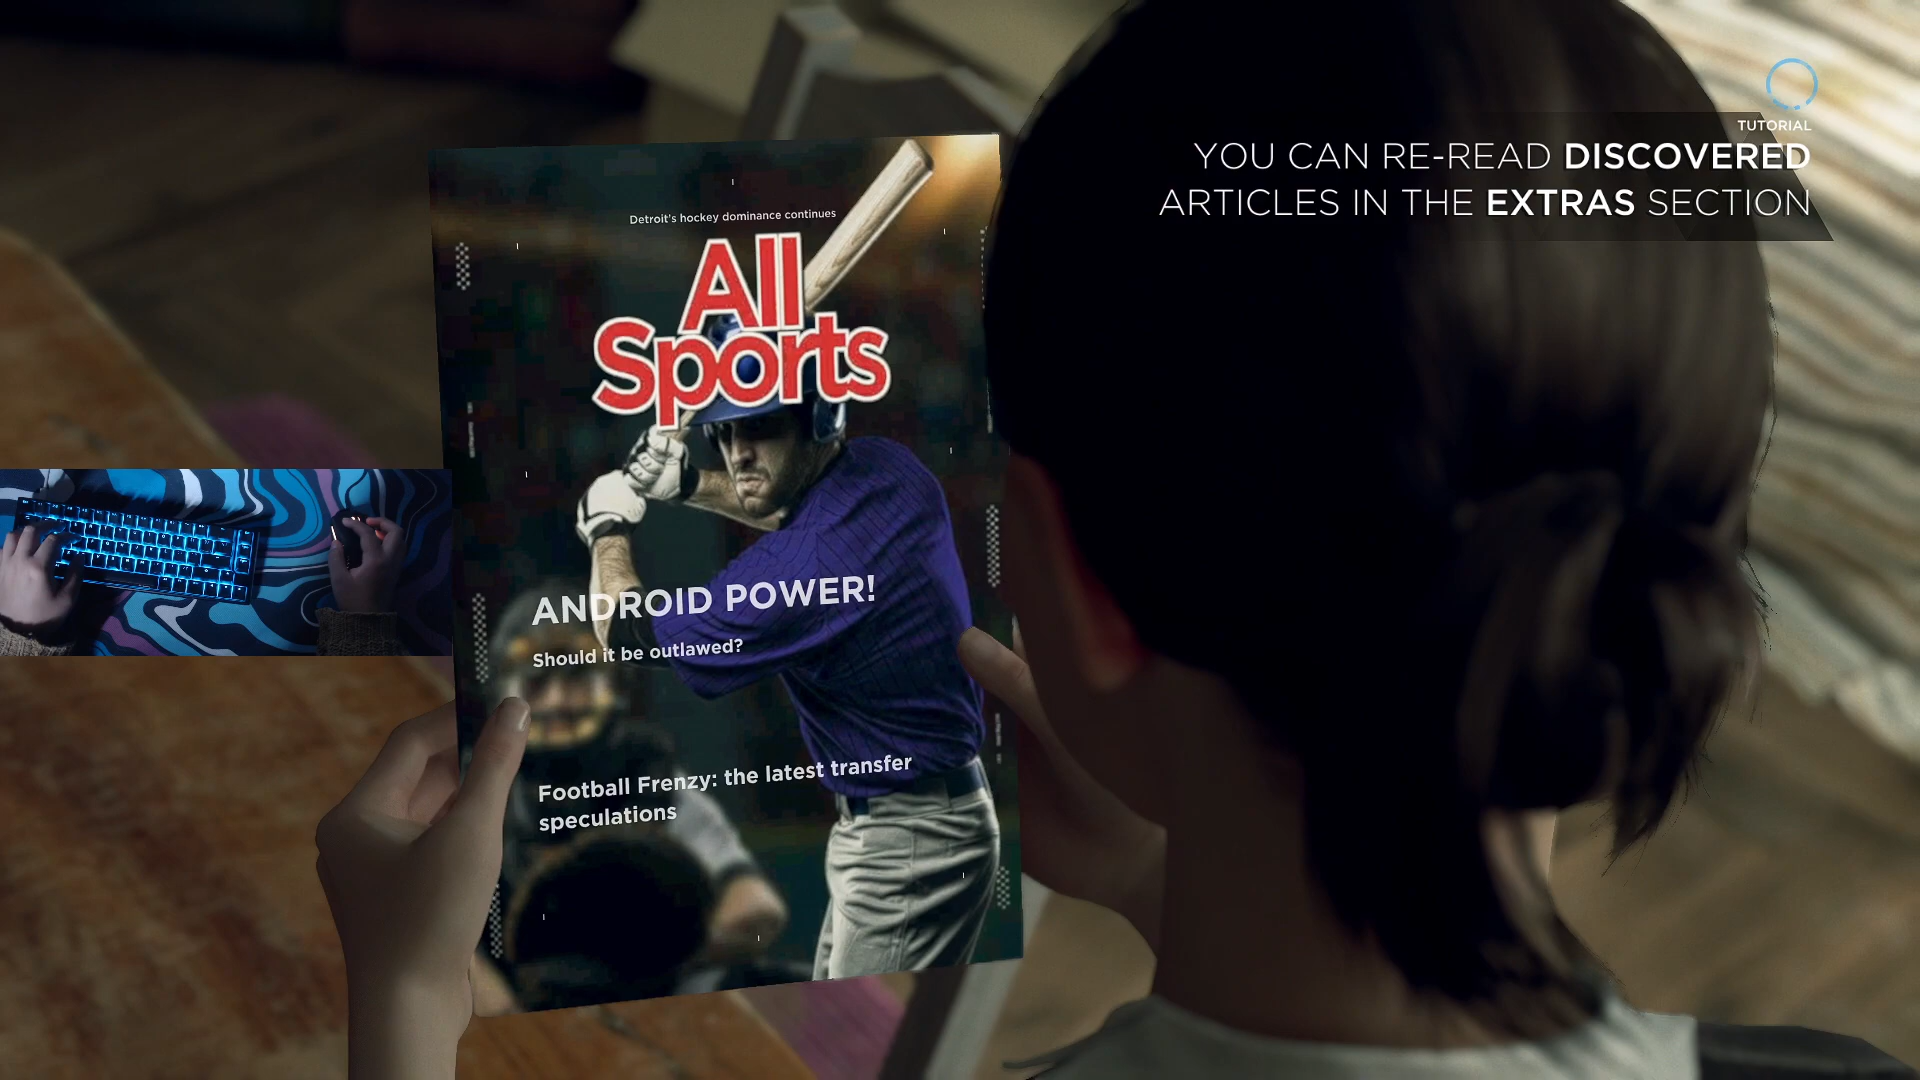 TUTORIAL
YOU CAN RE-READ DISCOVERED
ARTICLES IN THE EXTRAS SECTION
Detroit's hockey dominance continues
All
Sports
ANDROID POWER!
Should it be outlawed?
Football Frenzy: the latest transfer
speculations